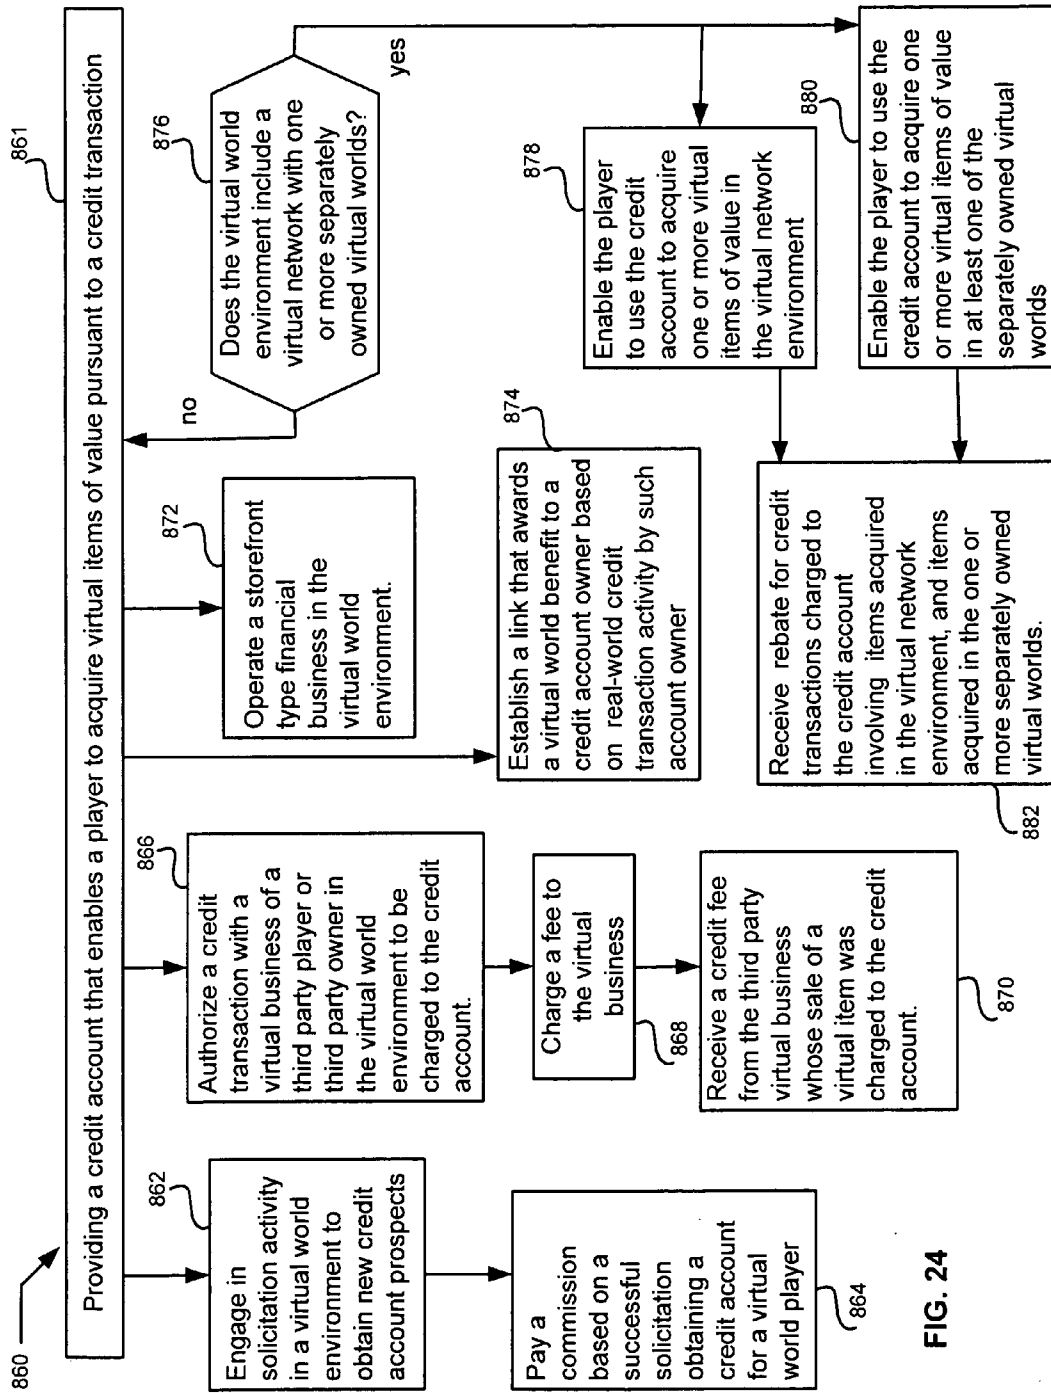 860
861
Providing a credit account that enables a player to acquire virtual items of value pursuant to a credit transaction
862
Engage in
solicitation activity
in a virtual world
environment to
obtain new credit
account prospects
Pay a
commission
based on a
successful
solicitation
obtaining a
credit account
for a virtual
world player
864
866
Authorize a credit
transaction with a
virtual business of a
third party player or
third party owner in
the virtual world
environment to be
charged to the credit
account.
Charge a fee to
the virtual
business
868
Receive a credit fee
from the third party
virtual business
whose sale of a
virtual item was
charged to the credit
account.
870
872
Operate a storefront
type financial
business in the
virtual world
environment.
874
Establish a link that awards
a virtual world benefit to a
credit account owner based
on real-world credit
transaction activity by such
account owner
876
Does the virtual world
environment include a
virtual network with one
or more separately
owned virtual worlds?
no
yes
878
Enable the player
to use the credit
account to acquire
one or more virtual
items of value in
the virtual network
environment
880
Enable the player to use the
credit account to acquire one
or more virtual items of value
in at least one of the
separately owned virtual
worlds
Receive rebate for credit
transactions charged to
the credit account
involving items acquired
in the virtual network
environment, and items
acquired in the one or
more separately owned
virtual worlds.
882
FIG. 24